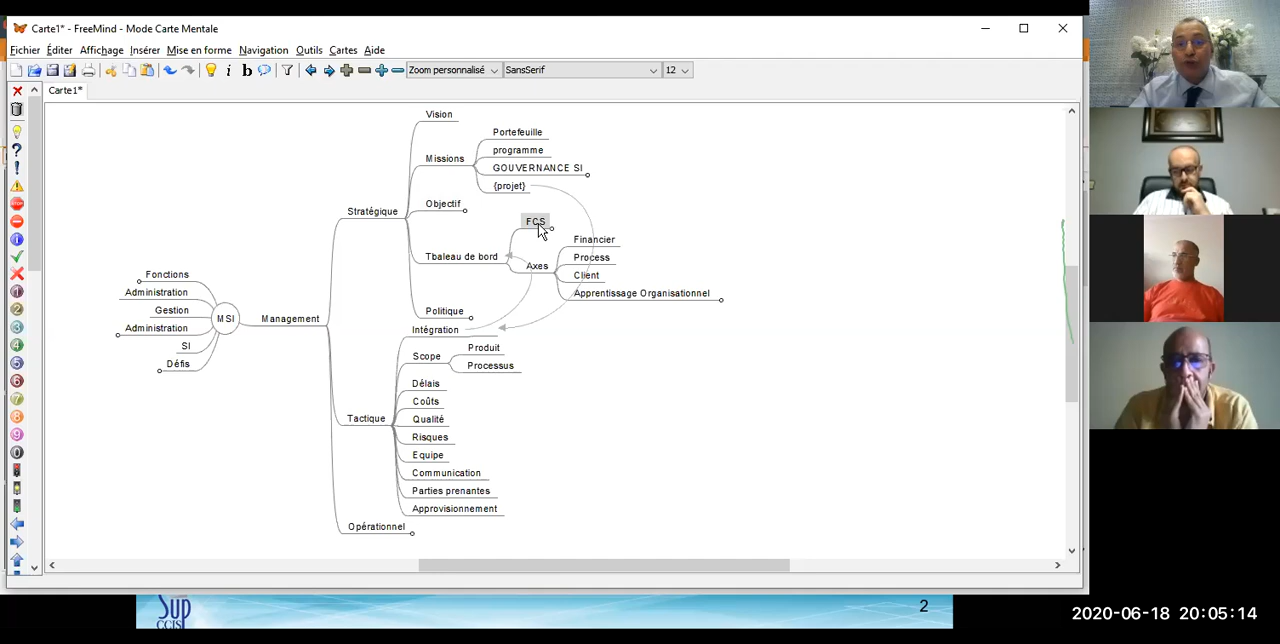 Carte1* - FreeMind - Mode Carte Mentale
Fichier Éditer Affichage Insérer Mise en forme Navigation Outils Cartes Aide
Zoom personnalisé SansSerif 12
Carte1*
Vision
Portefeuille
programme
Missions
GOUVERNANCE SI
{projet}
Objectif
Stratégique
FCS
Financier
Tbaleau de bord
Process
Axes
Client
Apprentissage Organisationnel
Politique
Fonctions
Administration
Gestion
MSI
Management
Administration
SI
Défis
Intégration
Produit
Scope
Processus
Délais
Coûts
Tactique
Qualité
Risques
Equipe
Communication
Parties prenantes
Approvisionnement
Opérationnel
Sup
CCIS
2
2020-06-18 20:05:14